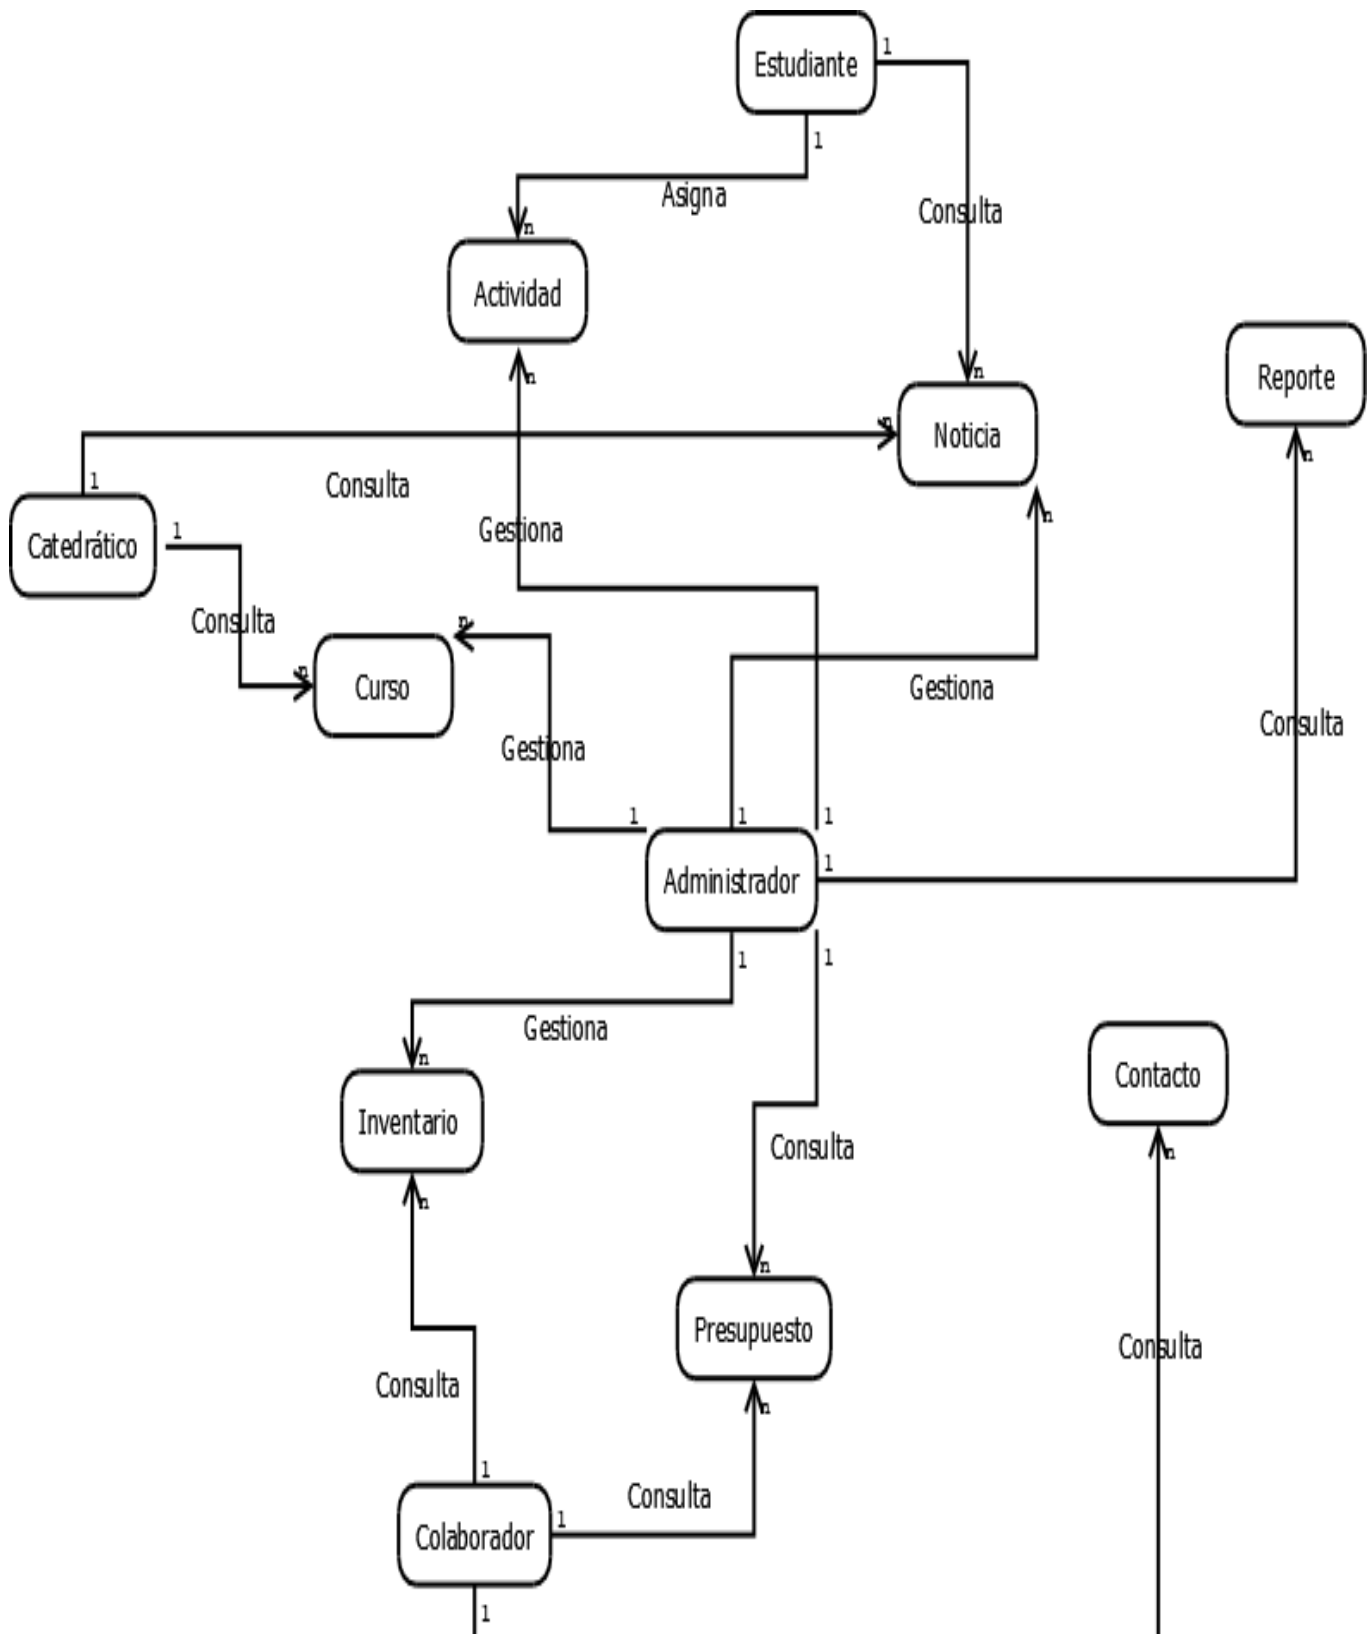 Estudiante
1
1
Asigna
Consulta
n
Actividad
Reporte
n
n
Noticia
n
n
1
Consulta
n
Gestiona
1
Catedrático
Consulta
n
n
Curso
Gestiona
Gestiona
Consulta
1
1
1
1
Administrador
1
1
Gestiona
n
Contacto
Inventario
Consulta
n
n
n
Presupuesto
Consulta
Consulta
n
1
Consulta
1
Colaborador
1